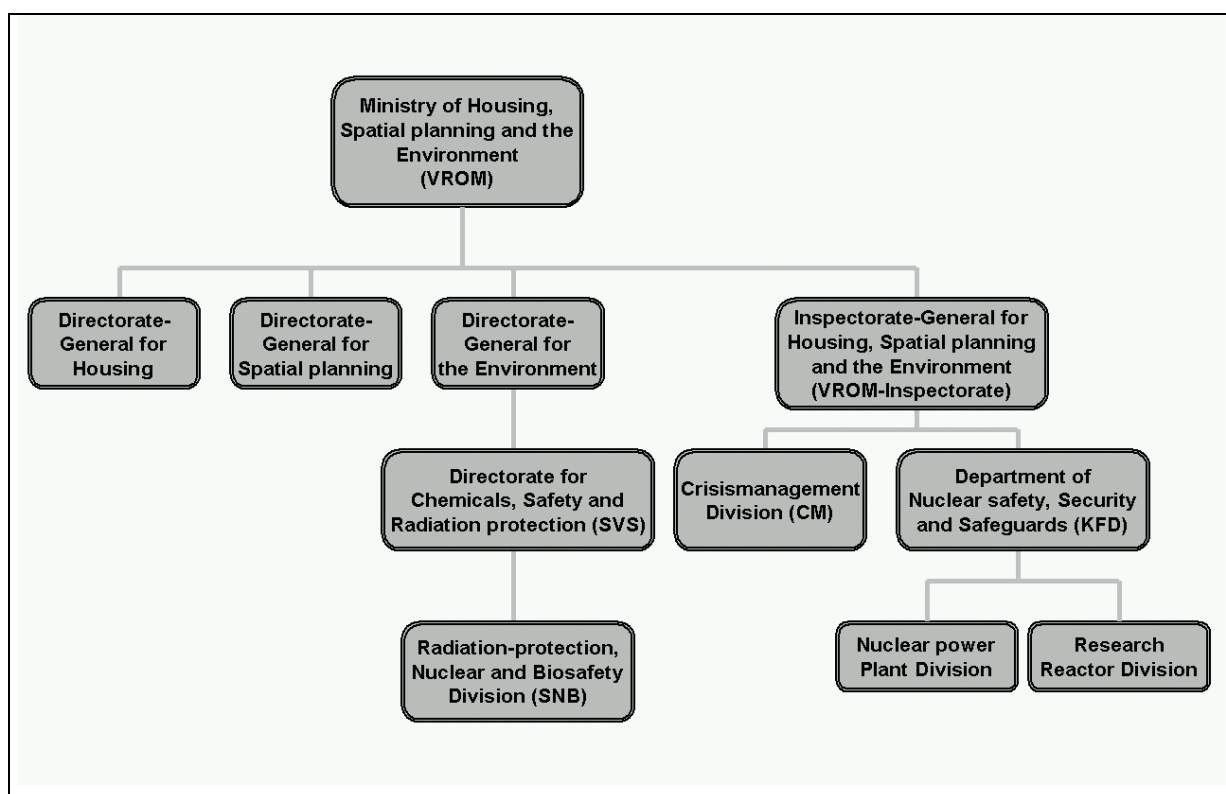 Ministry of Housing,
Spatial planning and the
Environment
(VROM)
Directorate-
General for
Housing
Directorate-
General for
Spatial planning
Directorate-
General for
the Environment
Inspectorate-General for
Housing, Spatial planning
and the Environment
(VROM-Inspectorate)
Directorate for
Chemicals, Safety and
Radiation protection (SVS)
Crisismanagement
Division (CM)
Department of
Nuclear safety, Security
and Safeguards (KFD)
Radiation-protection,
Nuclear and Biosafety
Division (SNB)
Nuclear power
Plant Division
Research
Reactor Division